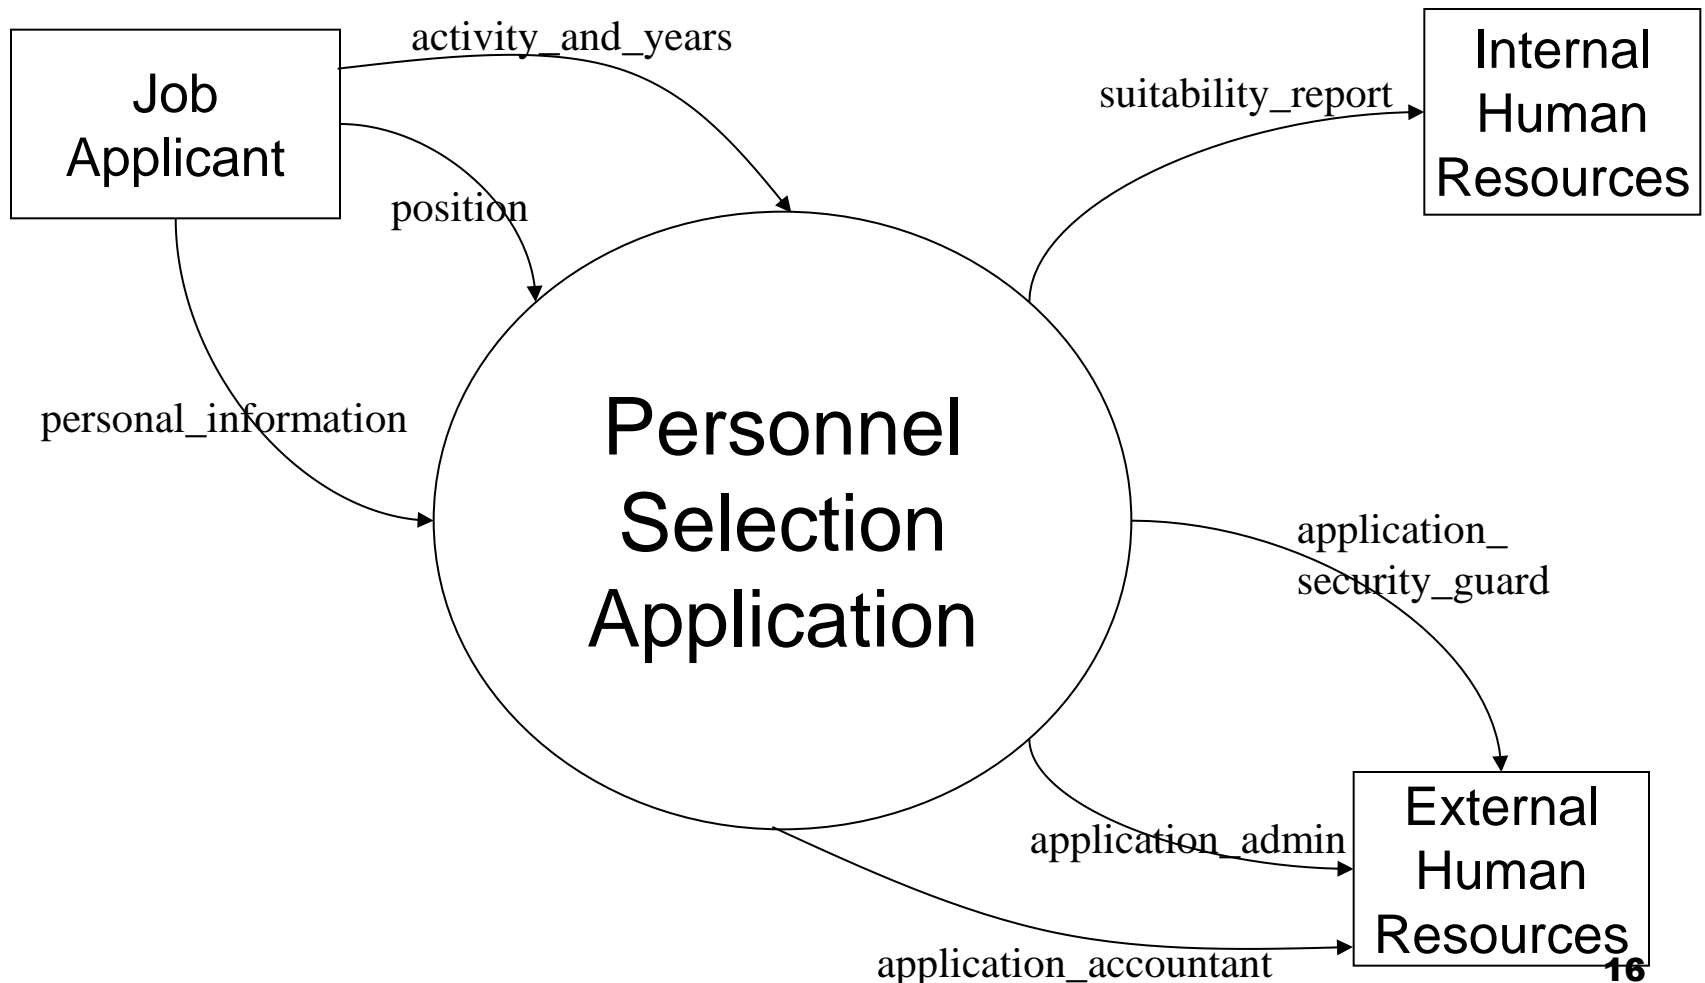 activity_and_years
Job
Applicant
position
personal_information
suitability_report
Internal
Human
Resources
Personnel
Selection
Application
application_
security_guard
application_admin
application_accountant
External
Human
Resources
16